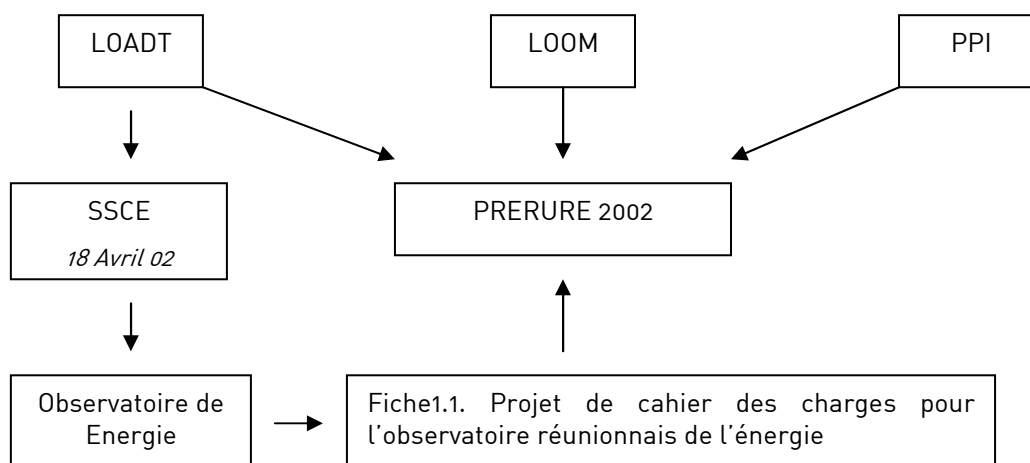 LOADT
LOOM
PPI
SSCE
18 Avril 02
PRERURE 2002
Observatoire de
Energie
Fiche1.1. Projet de cahier des charges pour
l’observatoire réunionnais de l’énergie